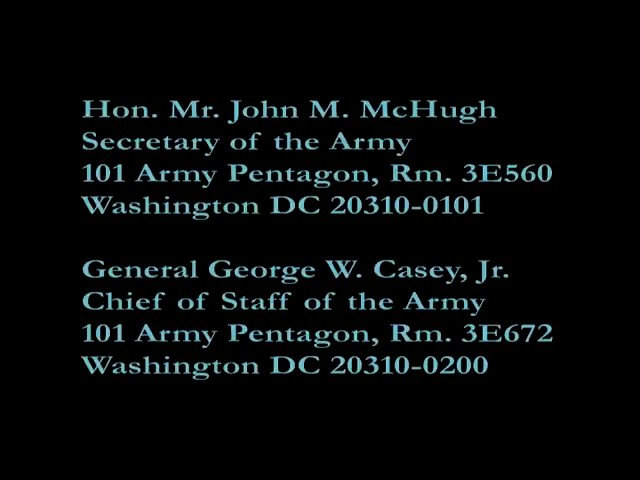 Hon. Mr. John M. McHugh
Secretary of the Army
101 Army Pentagon, Rm. 3E560
Washington DC 20310-0101
General George W. Casey, Jr.
Chief of Staff of the Army
101 Army Pentagon, Rm. 3E672
Washington DC 20310-0200